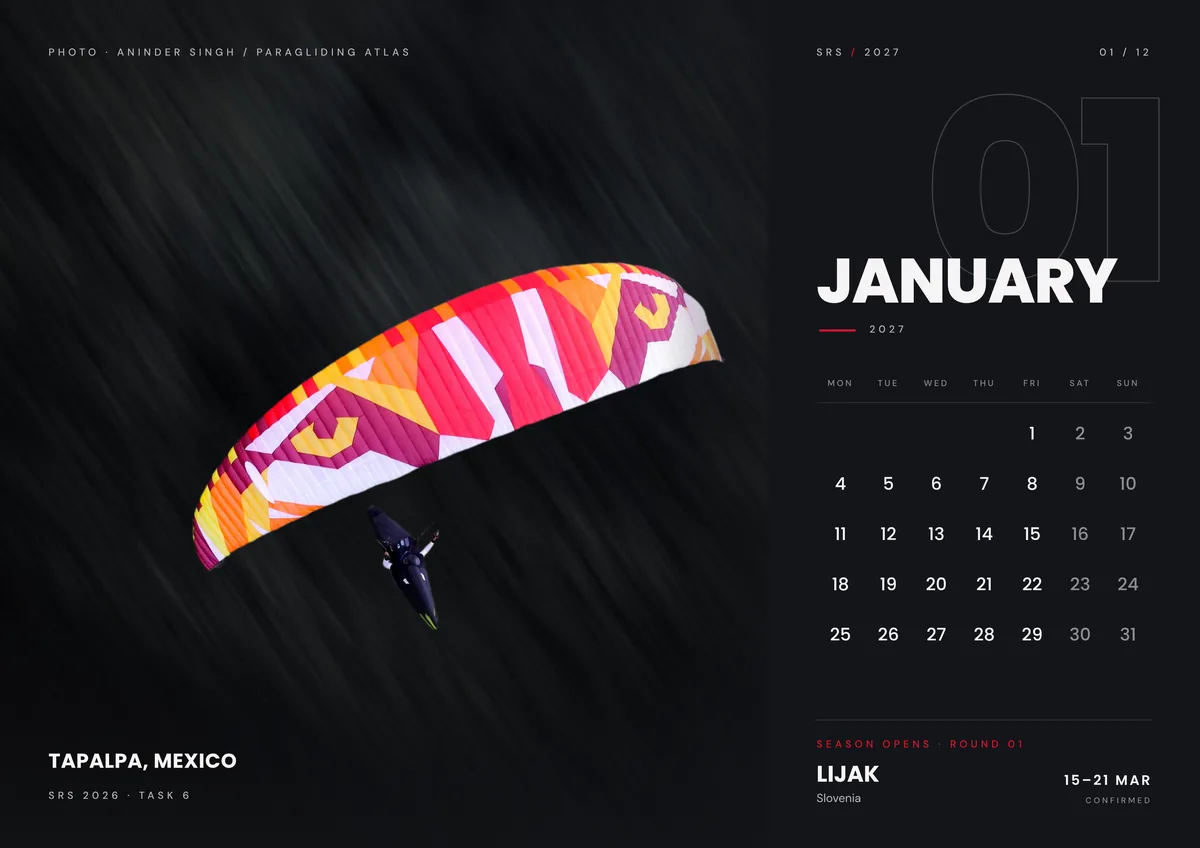 PHOTO · ANINDER SINGH / PARAGLIDING ATLAS
SRS / 2027
01 / 12
01
JANUARY
2027
MON TUE WED THU FRI SAT SUN
1 2 3
4 5 6 7 8 9 10
11 12 13 14 15 16 17
18 19 20 21 22 23 24
25 26 27 28 29 30 31
TAPALPA, MEXICO
SRS 2026 · TASK 6
SEASON OPENS · ROUND 01
LIJAK
Slovenia
15–21 MAR
CONFIRMED